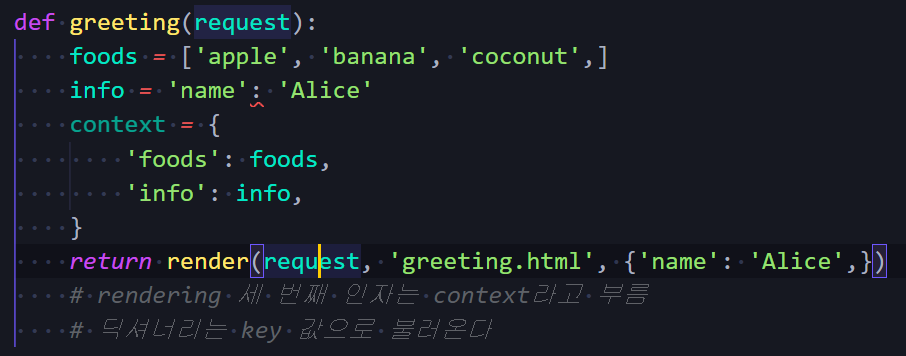 def greeting(request):
    foods = ['apple', 'banana', 'coconut',]
    info = 'name': 'Alice'
    context = {
        'foods': foods,
        'info': info,
    }
    return render(request, 'greeting.html', {'name': 'Alice',})
    # rendering 세 번째 인자는 context라고 부름
    # 딕셔너리는 key 값으로 불러온다